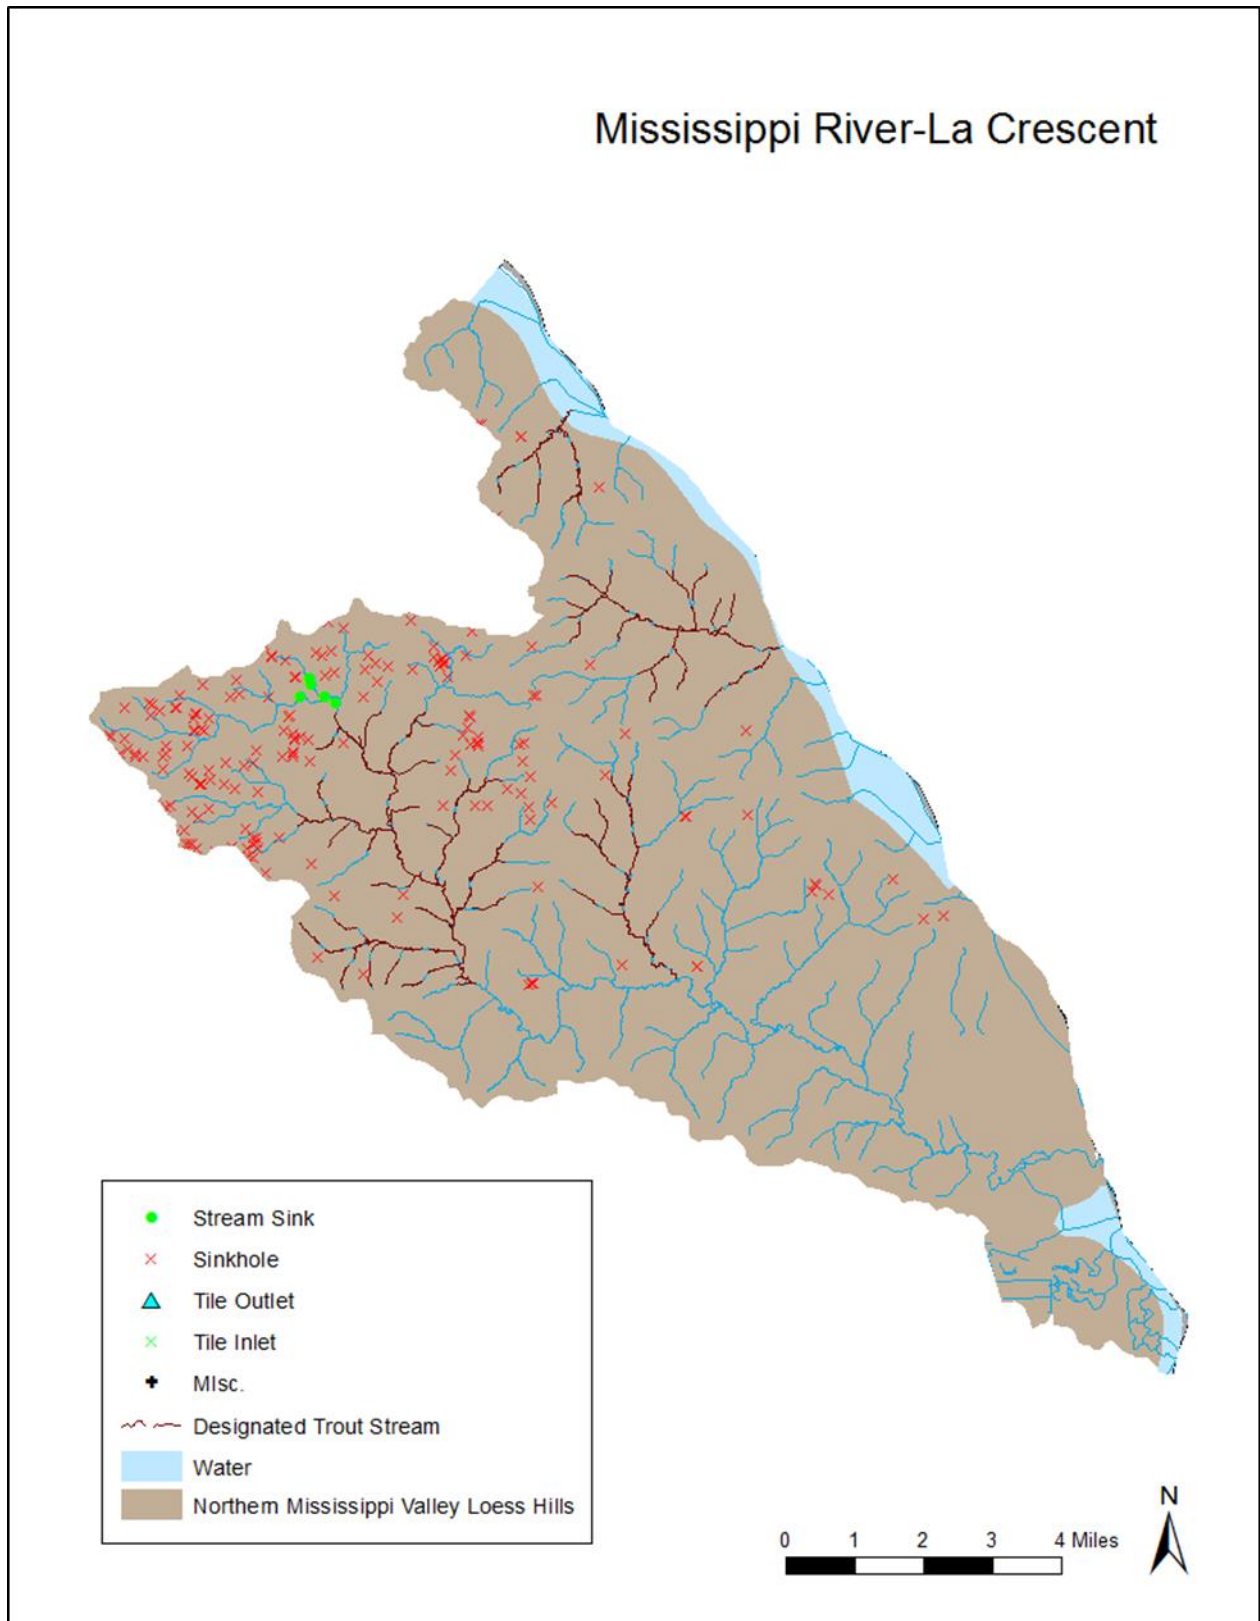 Mississippi River-La Crescent
Stream Sink
Sinkhole
Tile Outlet
Tile Inlet
MIsc.
Designated Trout Stream
Water
Northern Mississippi Valley Loess Hills
N
0 1 2 3 4 Miles